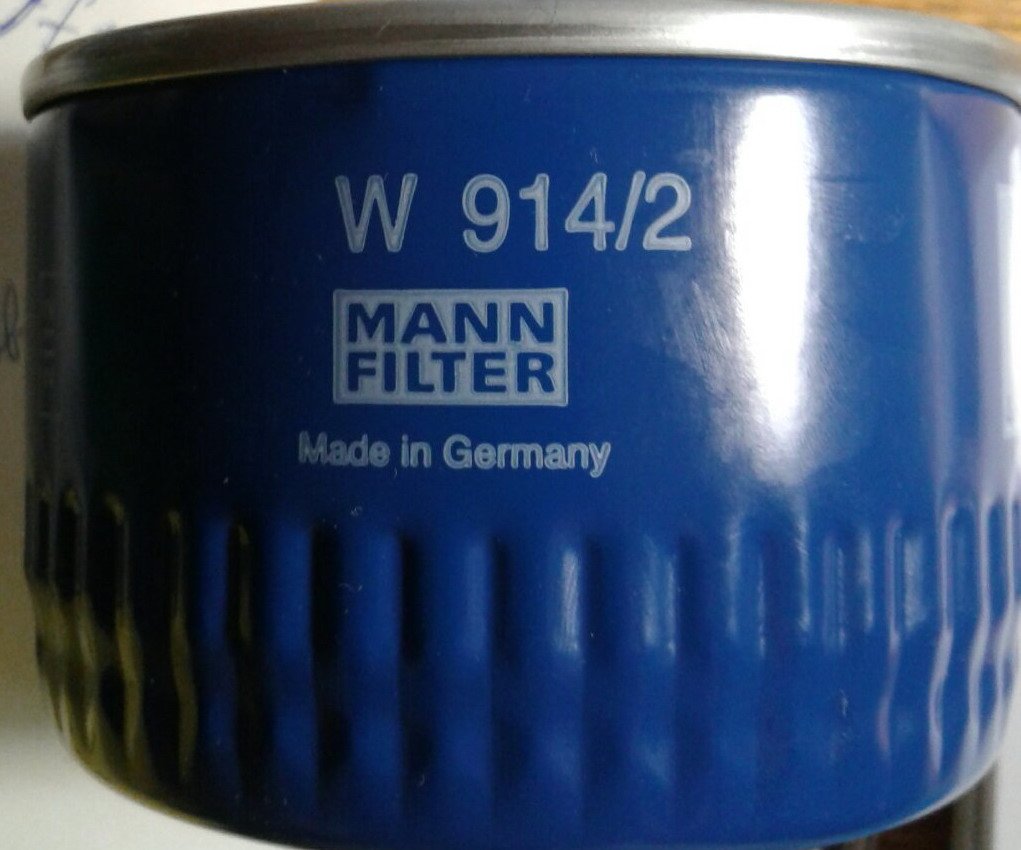 W 914/2
MANN
FILTER
Made in Germany